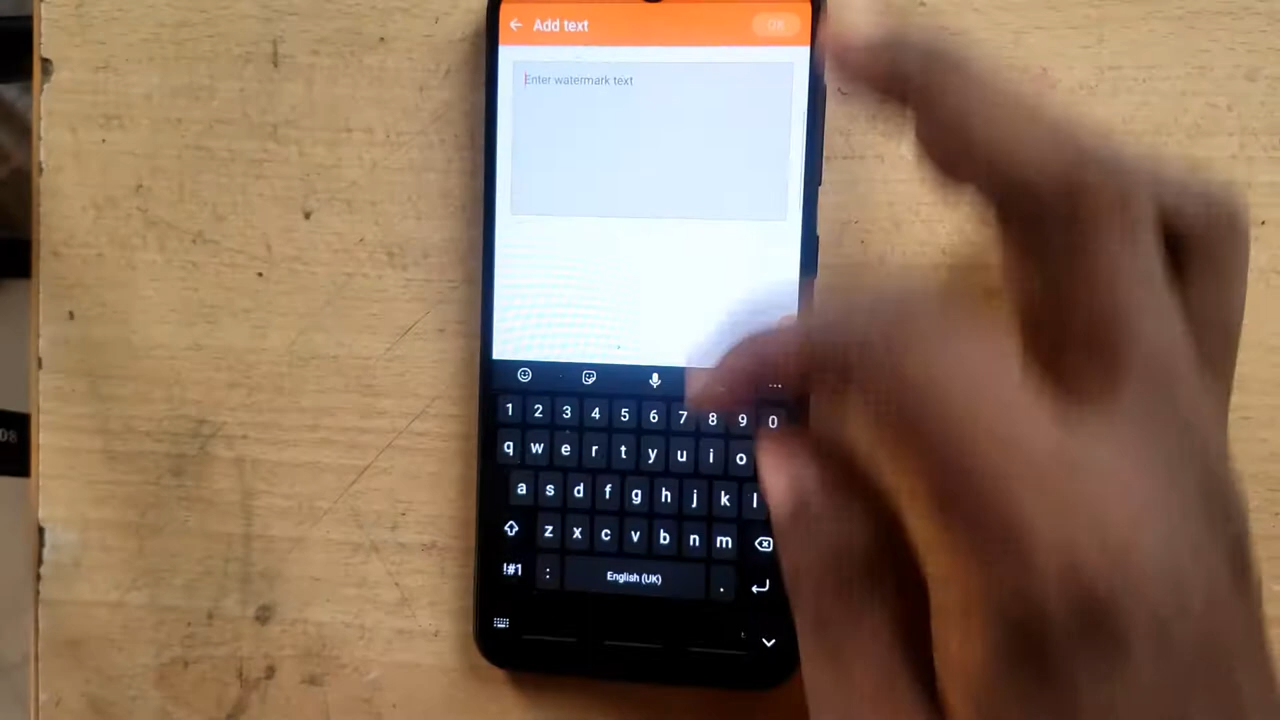 Add text
OK
Enter watermark text
1 2 3 4 5 6 7 8 9 0
q w e r t y u i o
a s d f g h j k l
z x c v b n m
!#1 : English (UK) .
08